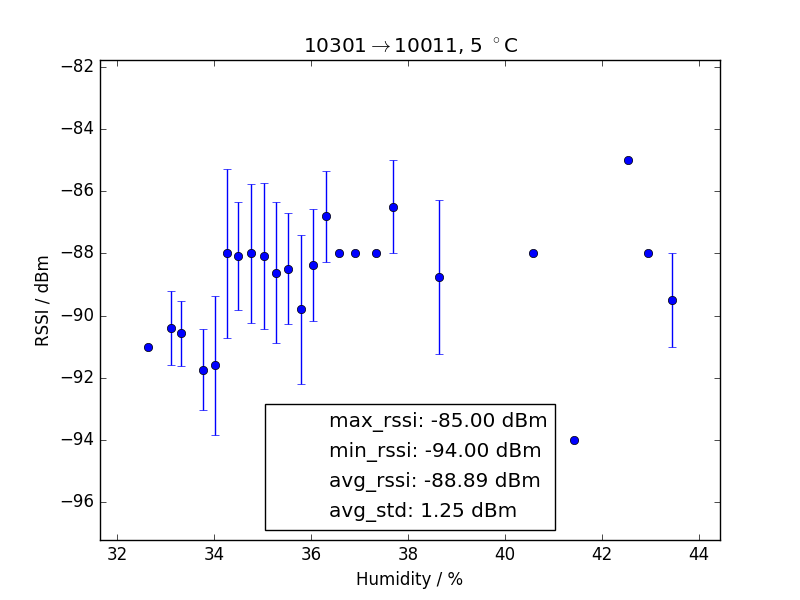 10301→10011, 5 °C
−82
−84
−86
−88
−90
−92
−94
−96
RSSI / dBm
max_rssi: -85.00 dBm
min_rssi: -94.00 dBm
avg_rssi: -88.89 dBm
avg_std: 1.25 dBm
32 34 36 38 40 42 44
Humidity / %